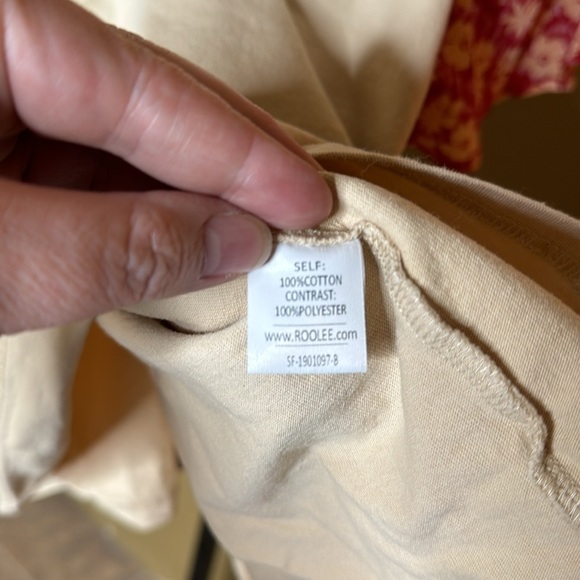 SELF:
100%COTTON
CONTRAST:
100%POLYESTER
www.ROOLEE.com
SF-1901097-B